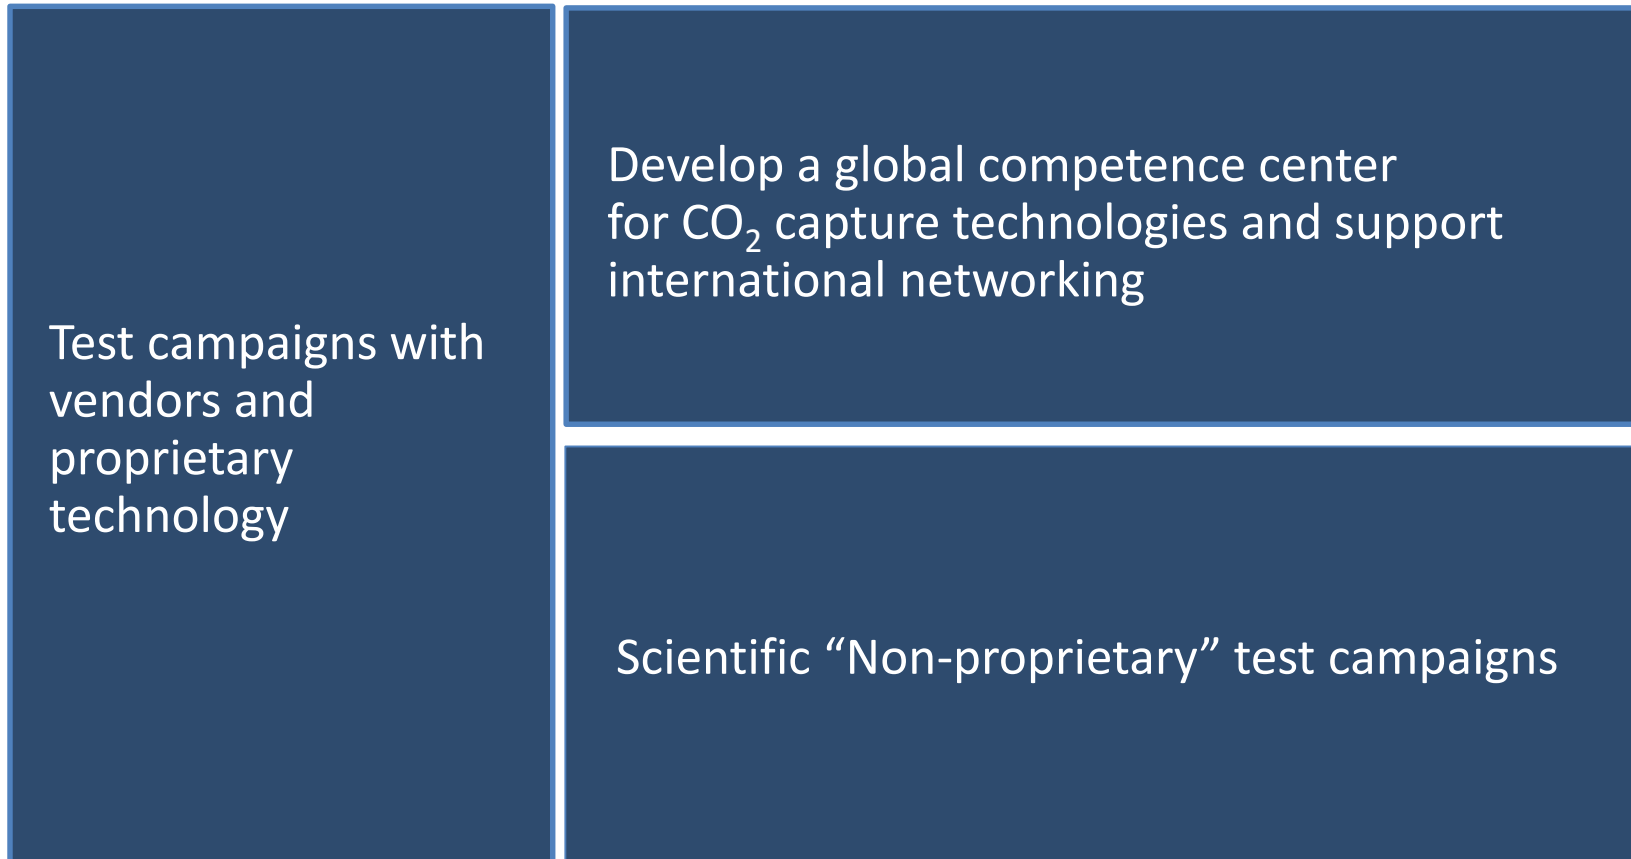 Test campaigns with
vendors and
proprietary
technology
Develop a global competence center
for CO₂ capture technologies and support
international networking
Scientific “Non-proprietary” test campaigns